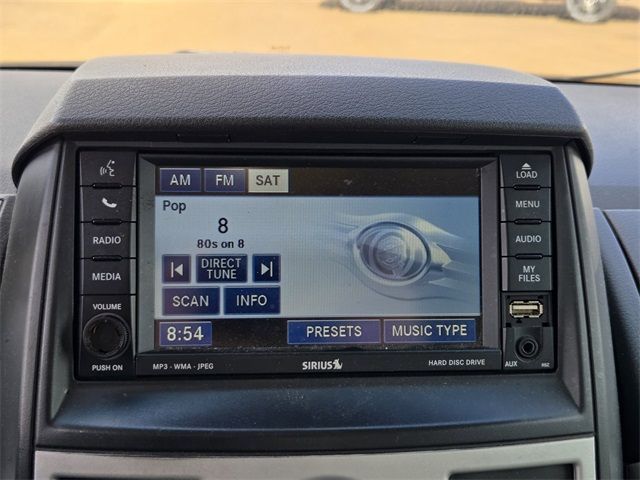 AM FM SAT
Pop
8
80s on 8
DIRECT TUNE
SCAN INFO
8:54 PRESETS MUSIC TYPE
RADIO
MEDIA
VOLUME
PUSH ON
LOAD
MENU
AUDIO
MY FILES
AUX
MP3 - WMA - JPEG SIRIUS HARD DISC DRIVE